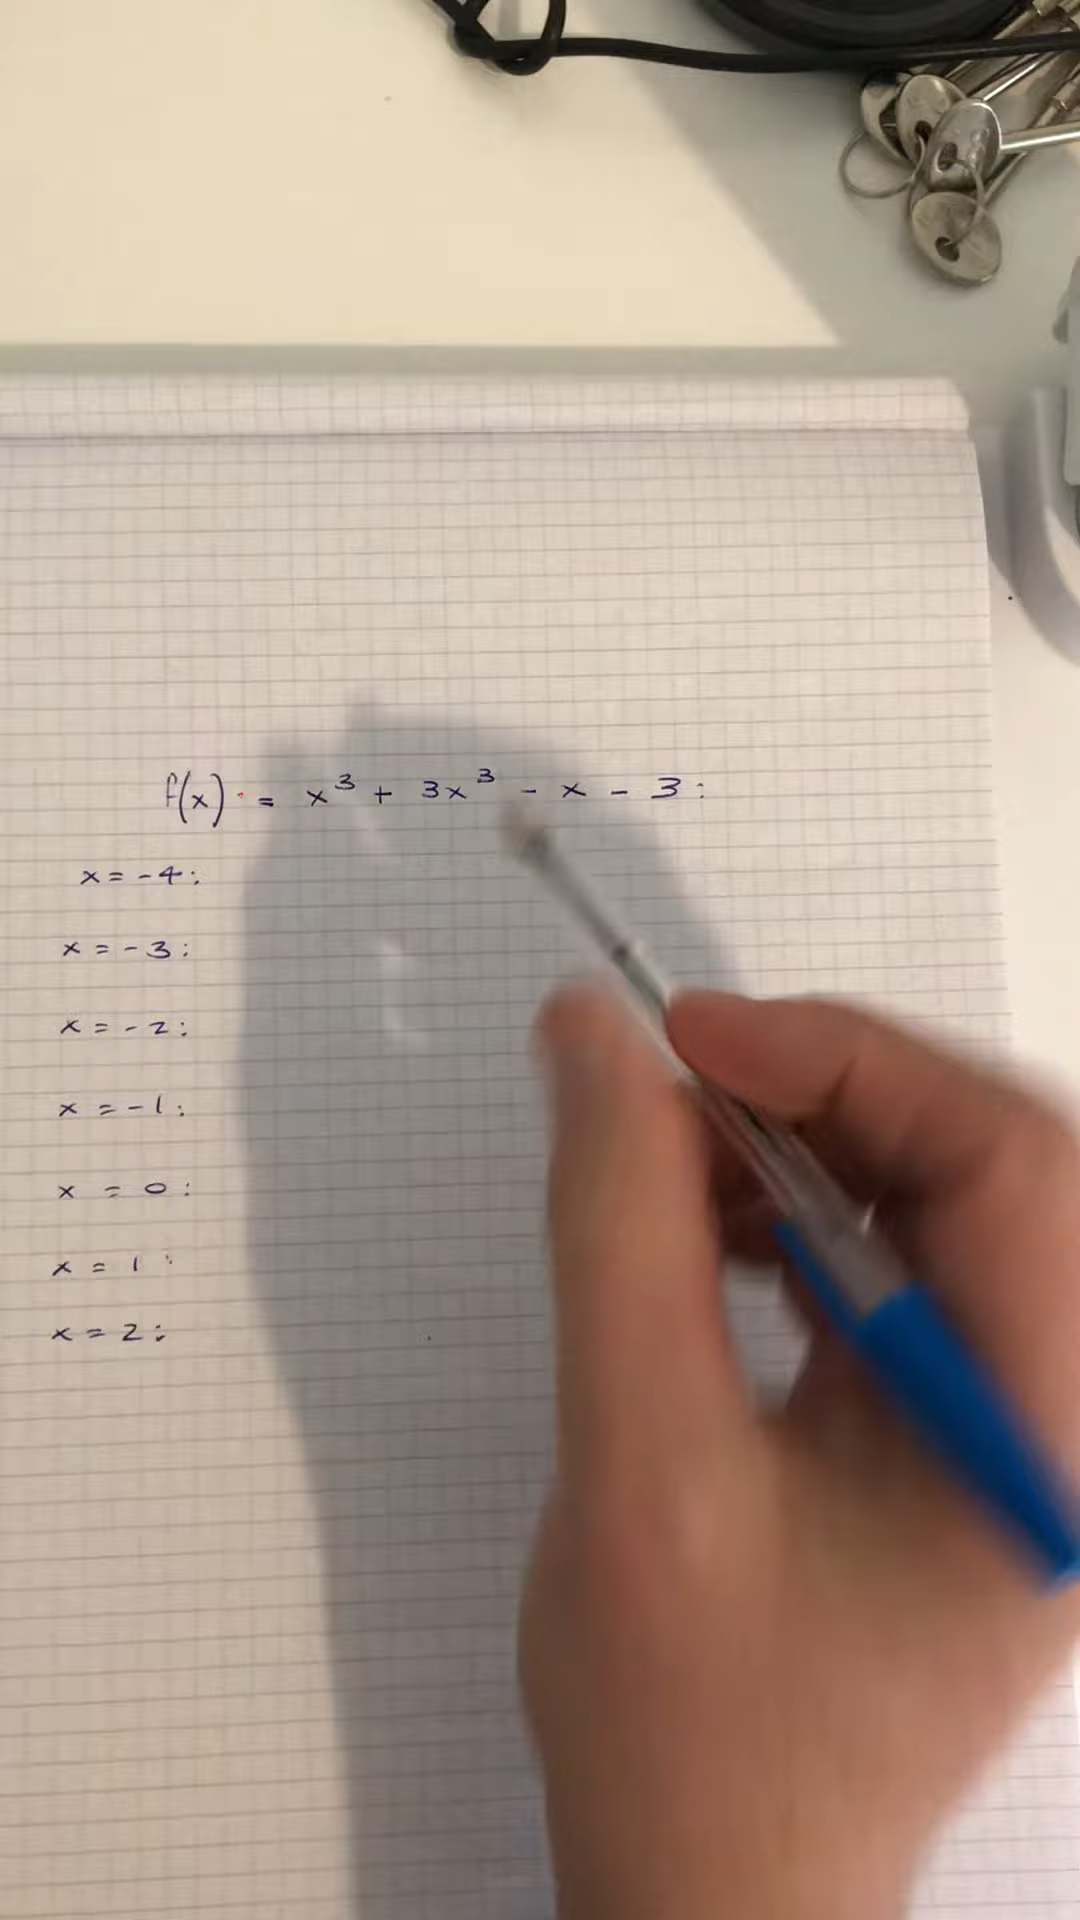 f(x) = x³ + 3x³ - x - 3:
x = -4:
x = -3:
x = -2:
x = -1:
x = 0:
x = 1:
x = 2: